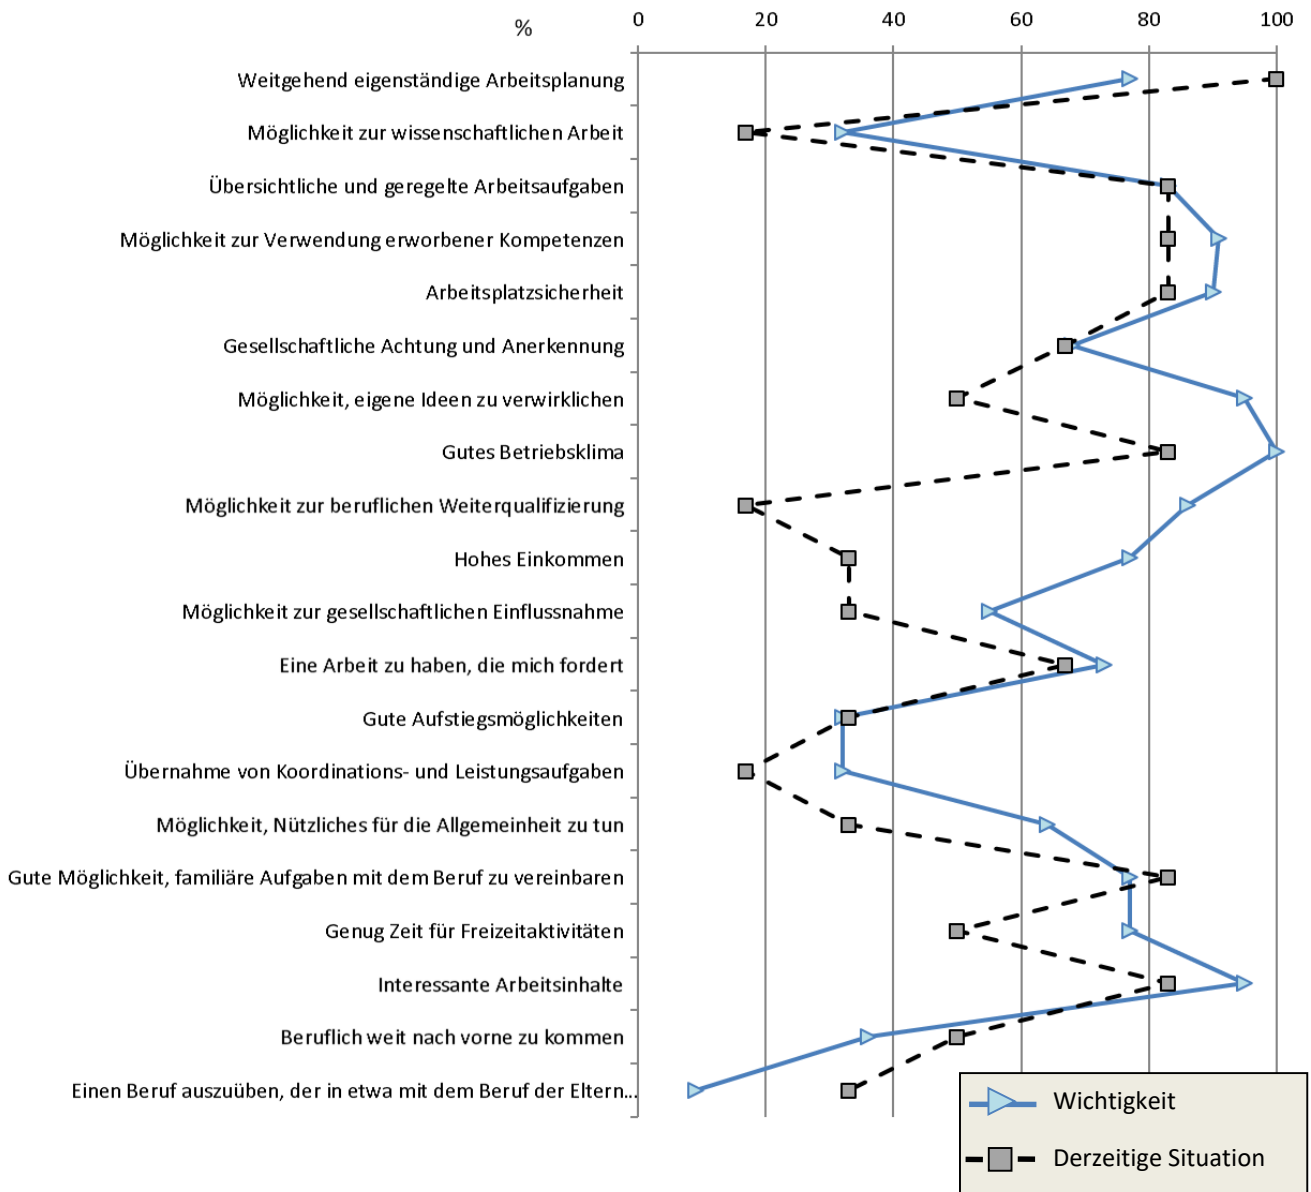 % 0 20 40 60 80 100
Weitgehend eigenständige Arbeitsplanung
Möglichkeit zur wissenschaftlichen Arbeit
Übersichtliche und geregelte Arbeitsaufgaben
Möglichkeit zur Verwendung erworbener Kompetenzen
Arbeitsplatzsicherheit
Gesellschaftliche Achtung und Anerkennung
Möglichkeit, eigene Ideen zu verwirklichen
Gutes Betriebsklima
Möglichkeit zur beruflichen Weiterqualifizierung
Hohes Einkommen
Möglichkeit zur gesellschaftlichen Einflussnahme
Eine Arbeit zu haben, die mich fordert
Gute Aufstiegsmöglichkeiten
Übernahme von Koordinations- und Leistungsaufgaben
Möglichkeit, Nützliches für die Allgemeinheit zu tun
Gute Möglichkeit, familiäre Aufgaben mit dem Beruf zu vereinbaren
Genug Zeit für Freizeitaktivitäten
Interessante Arbeitsinhalte
Beruflich weit nach vorne zu kommen
Einen Beruf auszuüben, der in etwa mit dem Beruf der Eltern...
Wichtigkeit
Derzeitige Situation